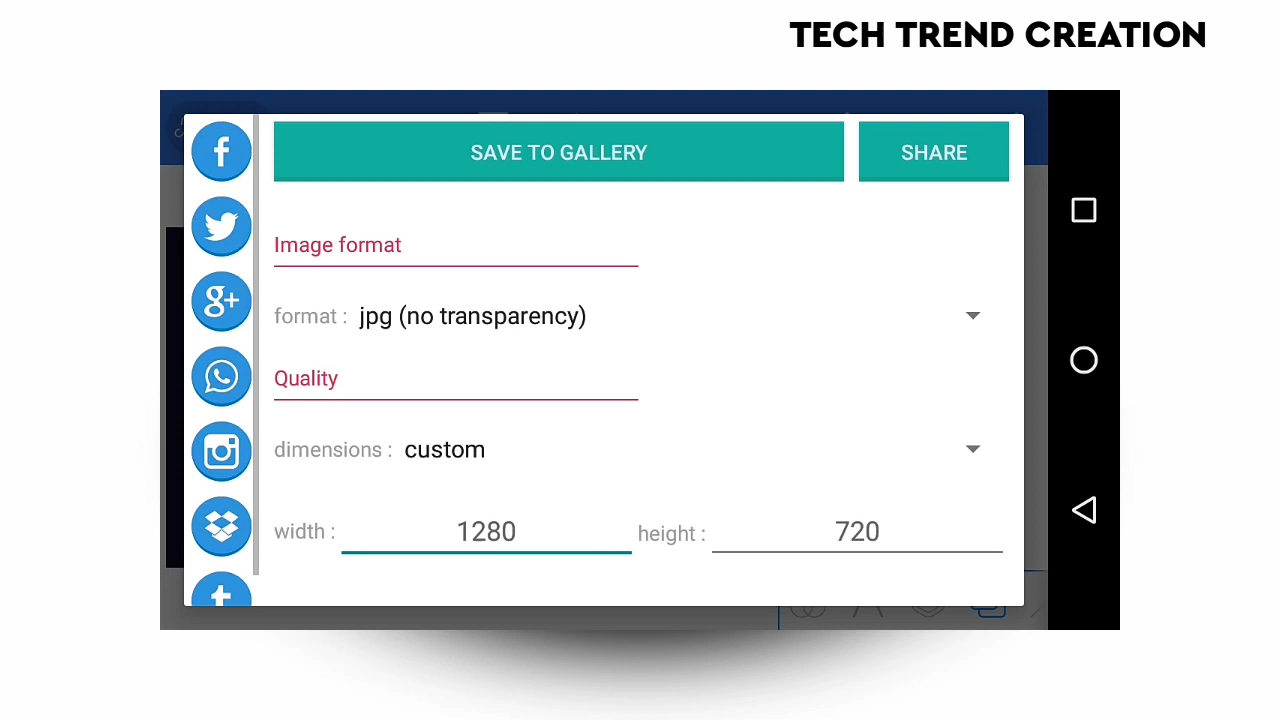 TECH TREND CREATION
SAVE TO GALLERY
SHARE
Image format
format : jpg (no transparency)
Quality
dimensions : custom
width : 1280 height : 720